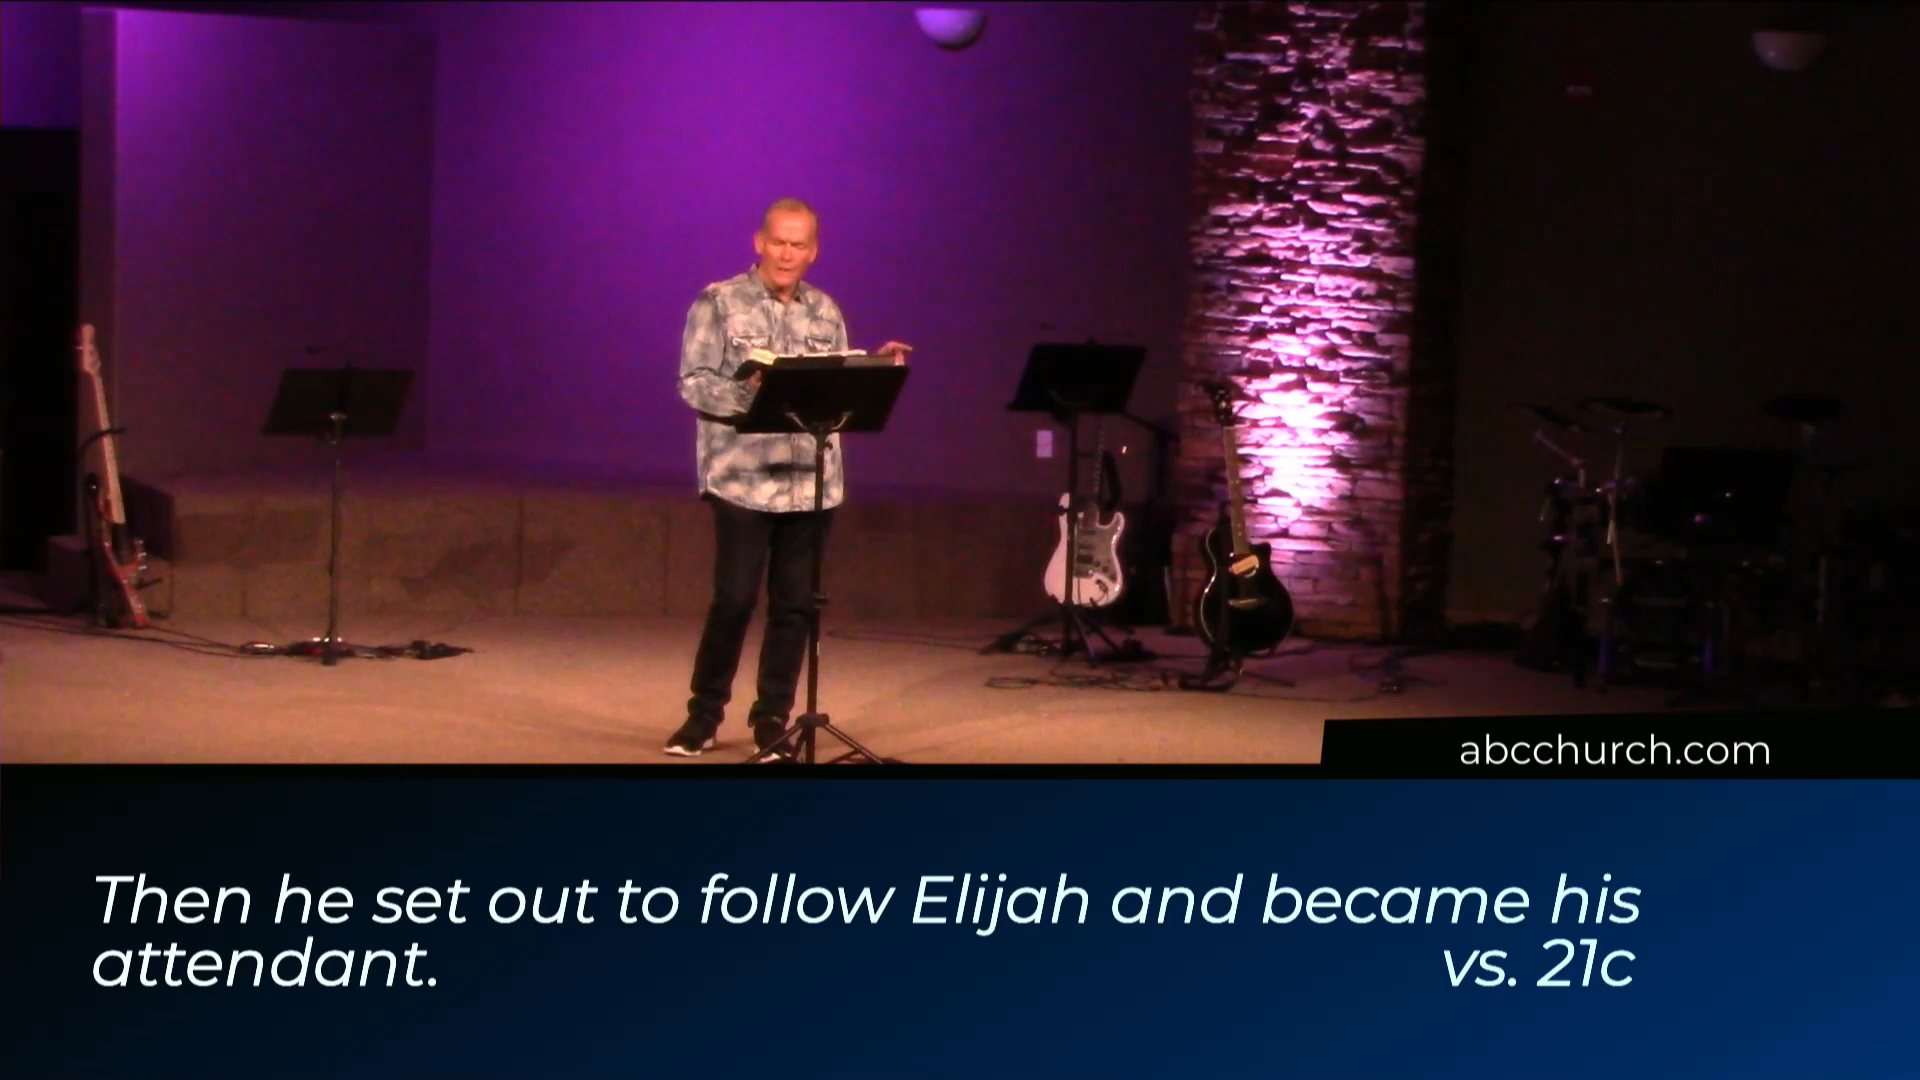 abcchurch.com
Then he set out to follow Elijah and became his
attendant. vs. 21c